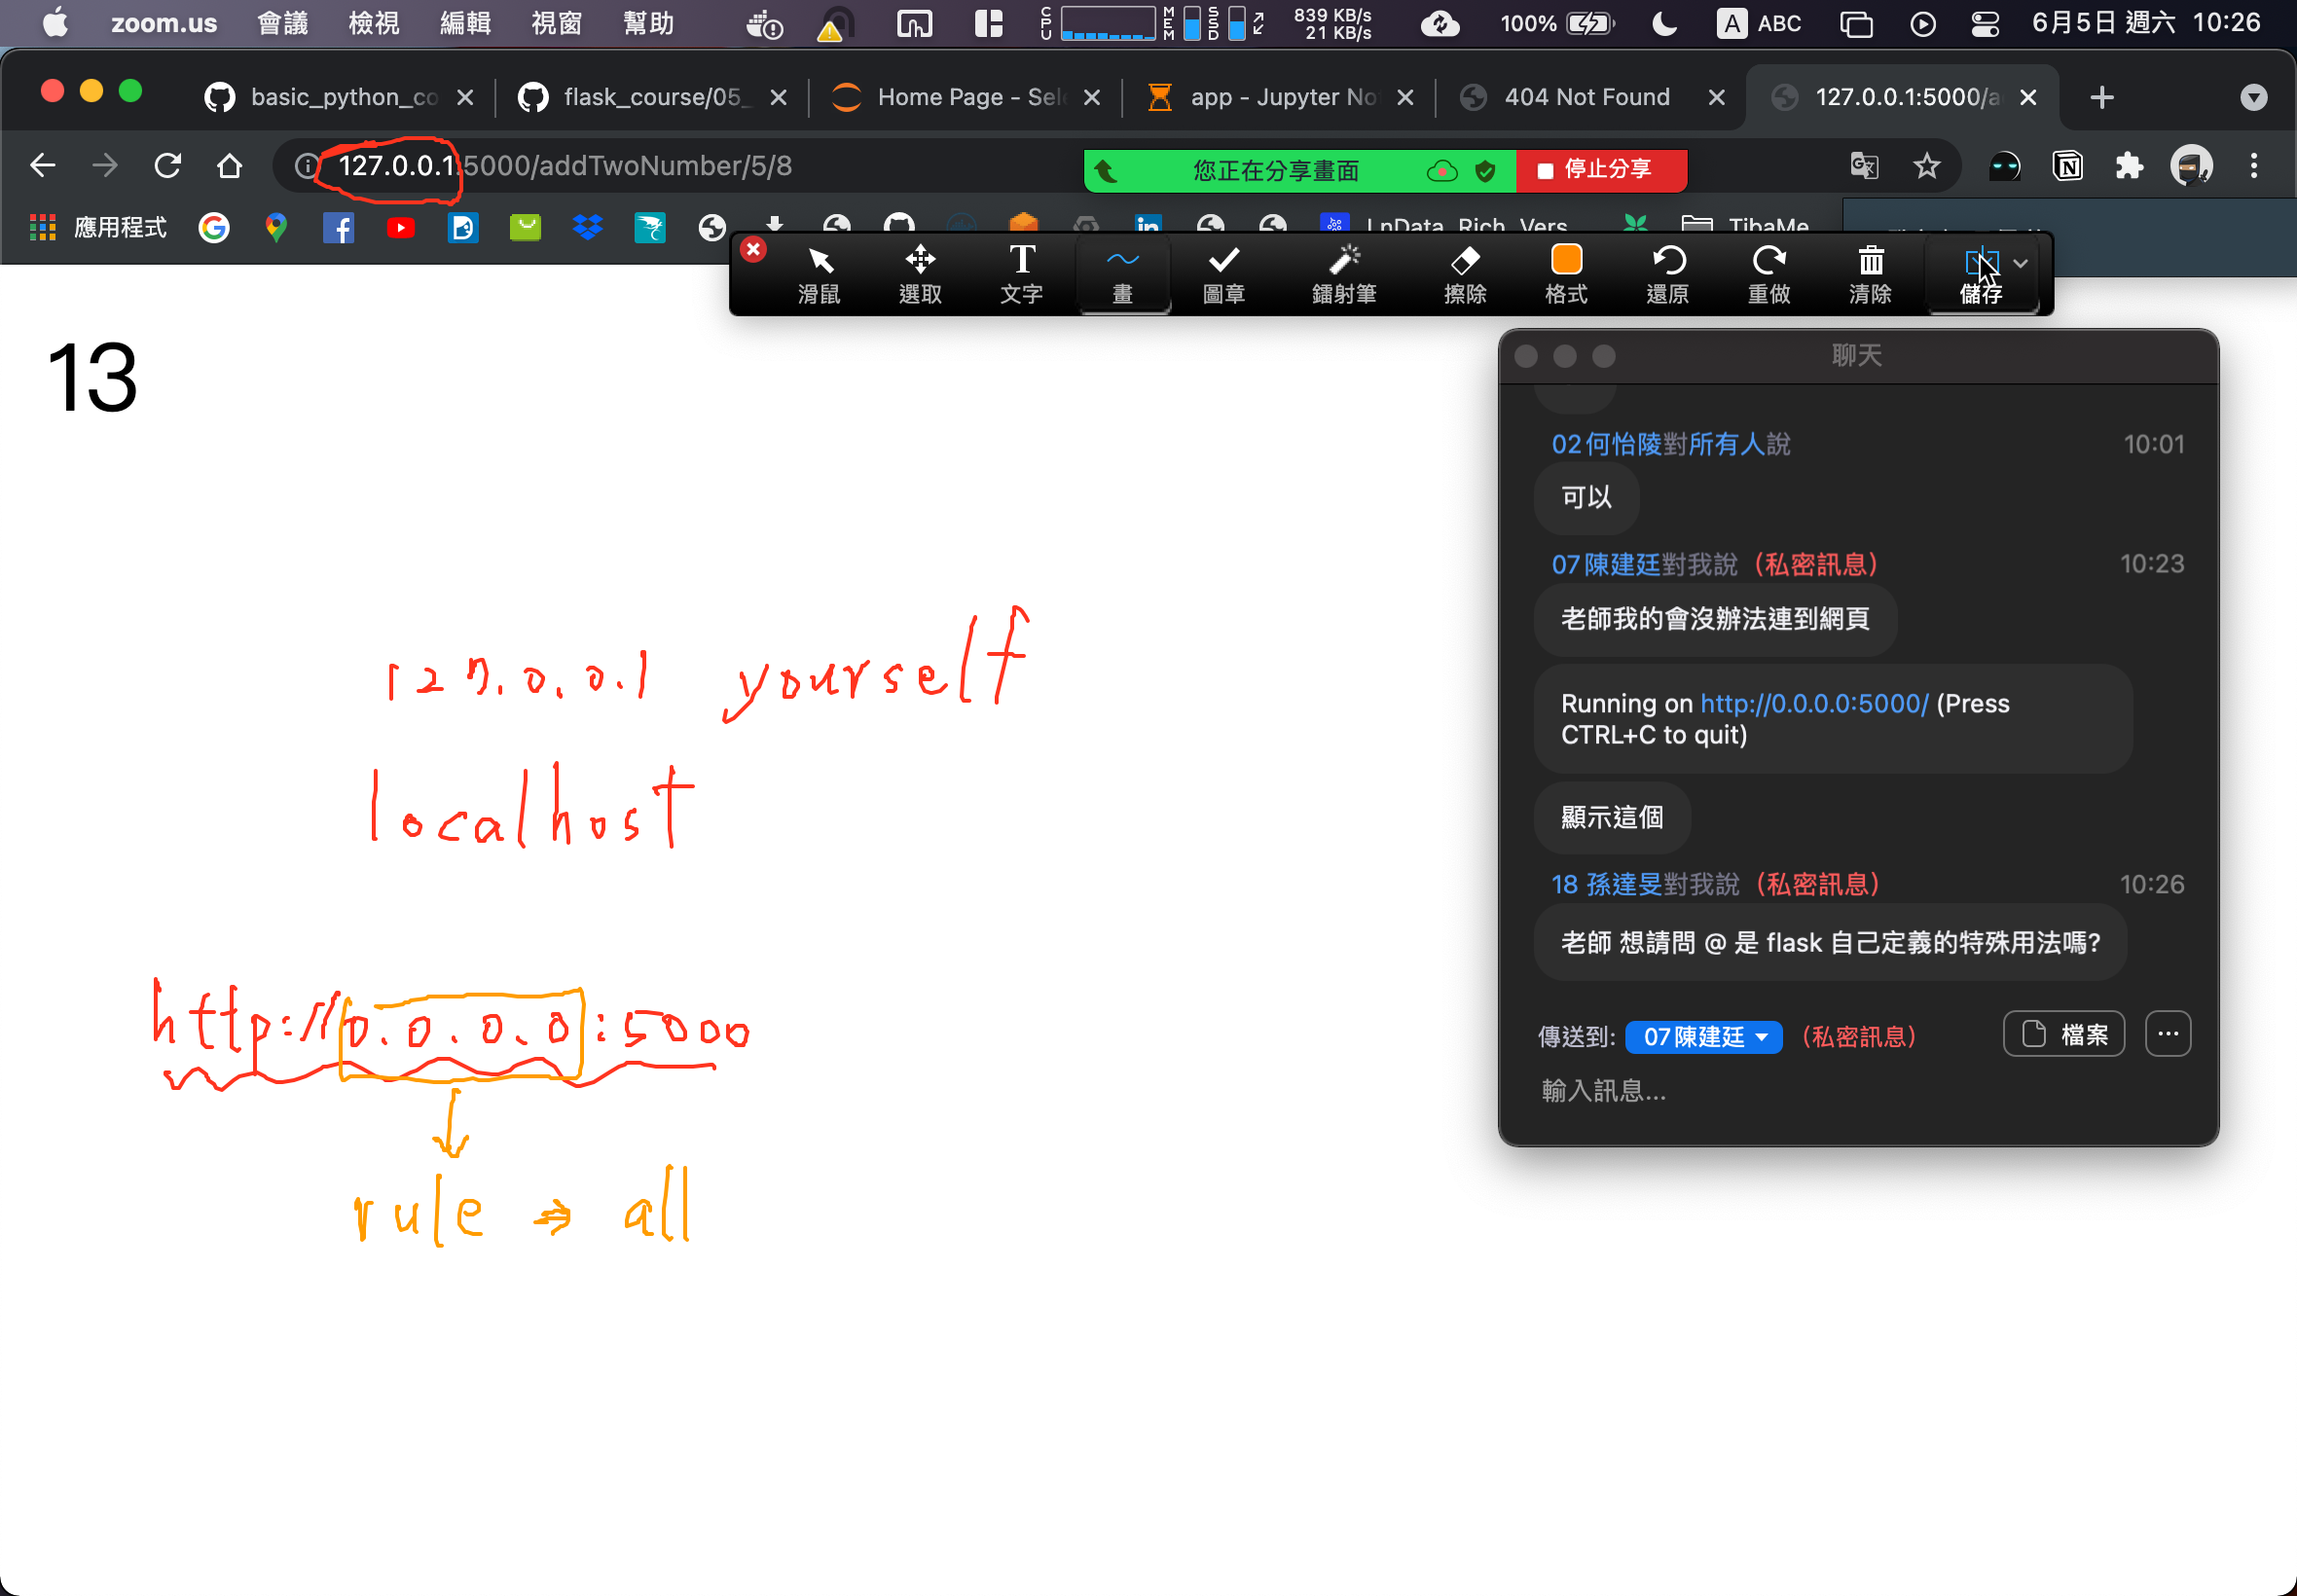 zoom.us 會議 檢視 編輯 視窗 幫助 CPU MEM SSD 839 KB/s 21 KB/s 100% A ABC 6月5日 週六 10:26
basic_python_co flask_course/05_ Home Page - Sele app - Jupyter No 404 Not Found 127.0.0.1:5000/a
127.0.0.1:5000/addTwoNumber/5/8
您正在分享畫面 停止分享
應用程式 LnData Rich Vers TibaMe
滑鼠 選取 文字 畫 圖章 鐳射筆 擦除 格式 還原 重做 清除 儲存
13
127.0.0.1 yourself
localhost
http://0.0.0.0:5000
rule ⇒ all
聊天
02何怡陵對所有人說 10:01
可以
07陳建廷對我說 (私密訊息) 10:23
老師我的會沒辦法連到網頁
Running on http://0.0.0.0:5000/ (Press
CTRL+C to quit)
顯示這個
18 孫達旻對我說 (私密訊息) 10:26
老師 想請問 @ 是 flask 自己定義的特殊用法嗎?
傳送到: 07陳建廷 (私密訊息) 檔案 ...
輸入訊息...